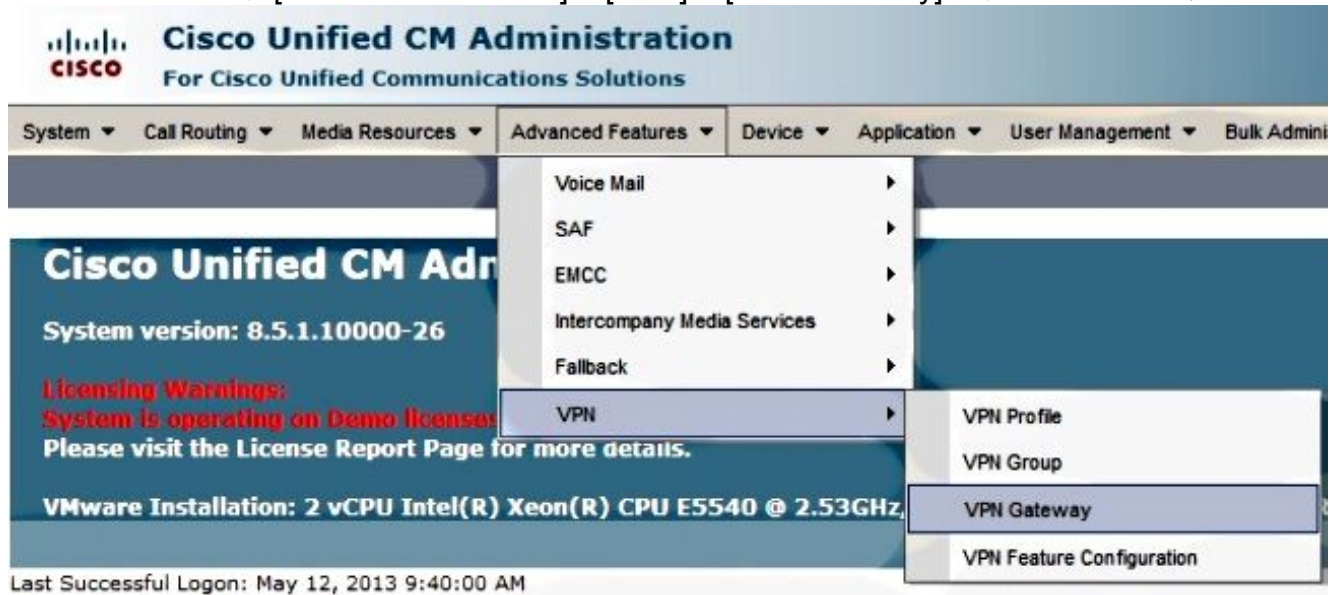 CISCO
Cisco Unified CM Administration
For Cisco Unified Communications Solutions
System Call Routing Media Resources Advanced Features Device Application User Management Bulk Admini
Voice Mail
SAF
EMCC
Intercompany Media Services
Fallback
VPN
VPN Profile
VPN Group
VPN Gateway
VPN Feature Configuration
Cisco Unified CM Adm
System version: 8.5.1.10000-26
Licensing Warnings:
System is operating on Demo licenses
Please visit the License Report Page for more details.
VMware Installation: 2 vCPU Intel(R) Xeon(R) CPU E5540 @ 2.53GHz,
Last Successful Logon: May 12, 2013 9:40:00 AM